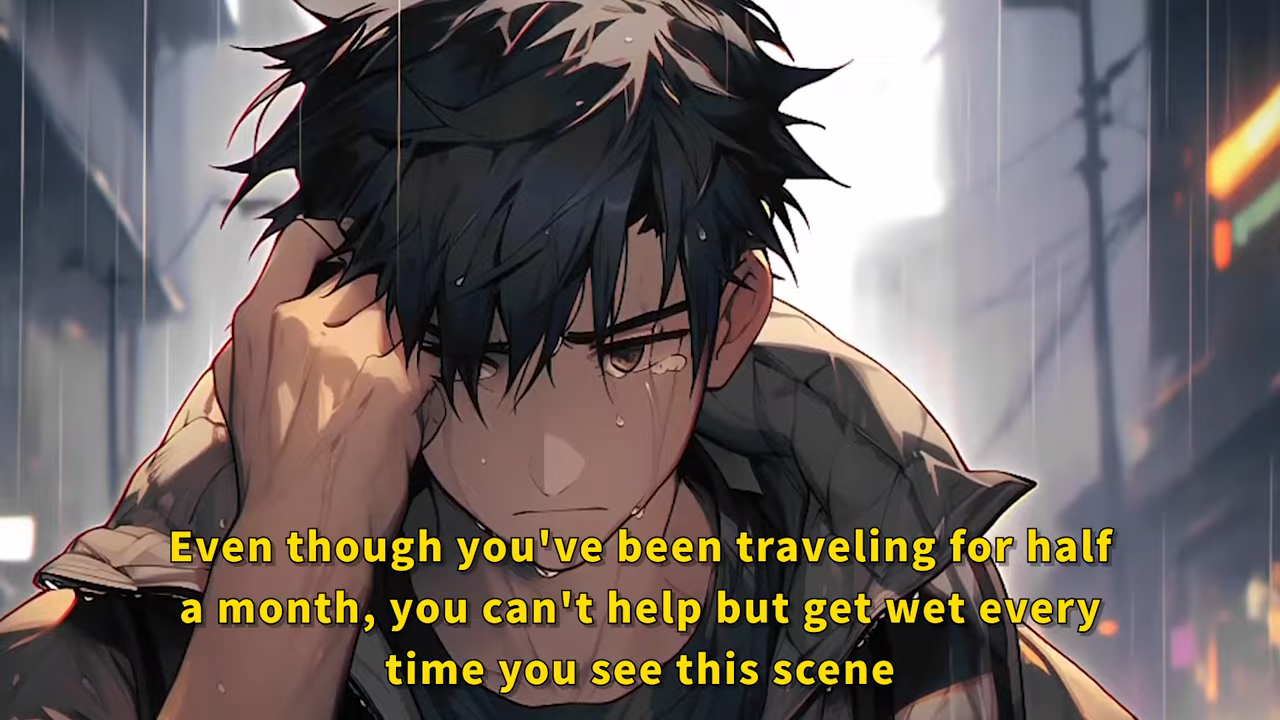 Even though you've been traveling for half
a month, you can't help but get wet every
time you see this scene